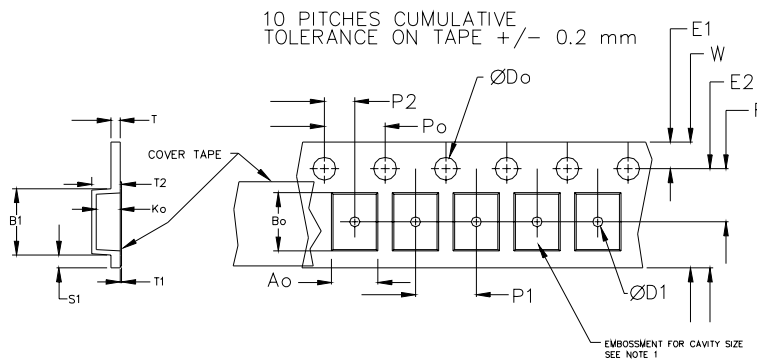 10 PITCHES CUMULATIVE
TOLERANCE ON TAPE +/- 0.2 mm
E1
W
ØDo
E2
P2
F
T
Po
COVER TAPE
T2
B1
Ko
Bo
S1
T1
Ao
P1
ØD1
EMBOSSMENT FOR CAVITY SIZE
SEE NOTE 1